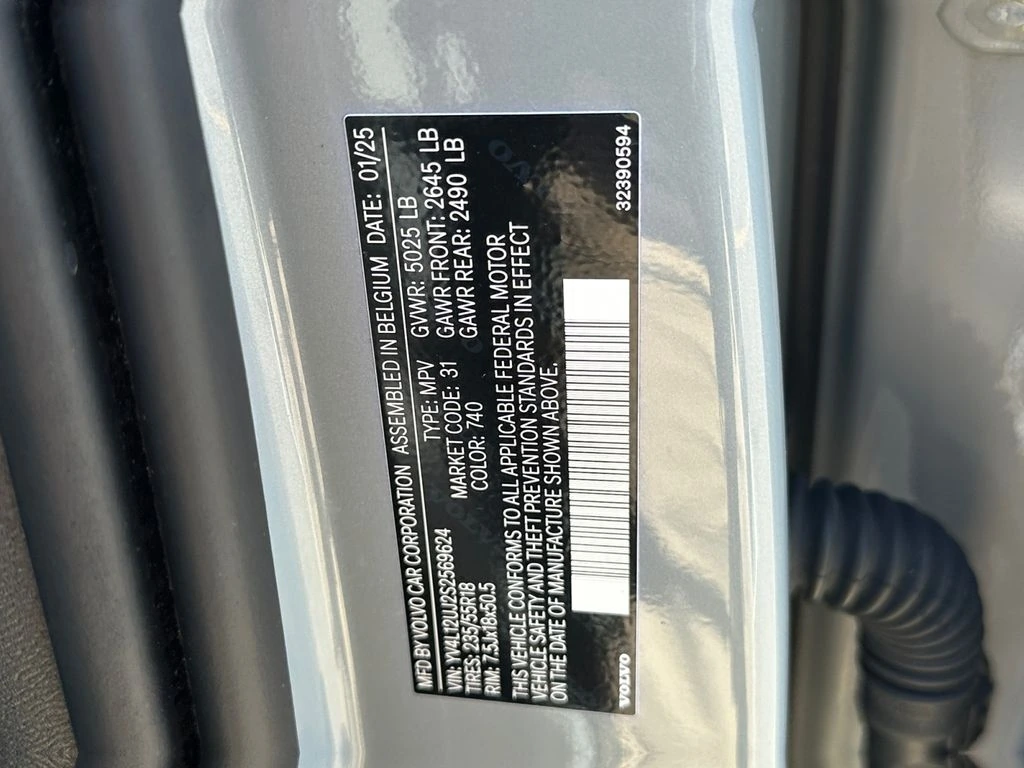 MFD BY VOLVO CAR CORPORATION ASSEMBLED IN BELGIUM DATE: 01/25
VIN: YV4L12UJ2S2569624 TYPE: MPV GVWR: 5025 LB
TIRES: 235/55R18 MARKET CODE: 31 GAWR FRONT: 2645 LB
RIM: 7.5Jx18x50.5 COLOR: 740 GAWR REAR: 2490 LB
THIS VEHICLE CONFORMS TO ALL APPLICABLE FEDERAL MOTOR
VEHICLE SAFETY AND THEFT PREVENTION STANDARDS IN EFFECT
ON THE DATE OF MANUFACTURE SHOWN ABOVE.
VOLVO 32390594